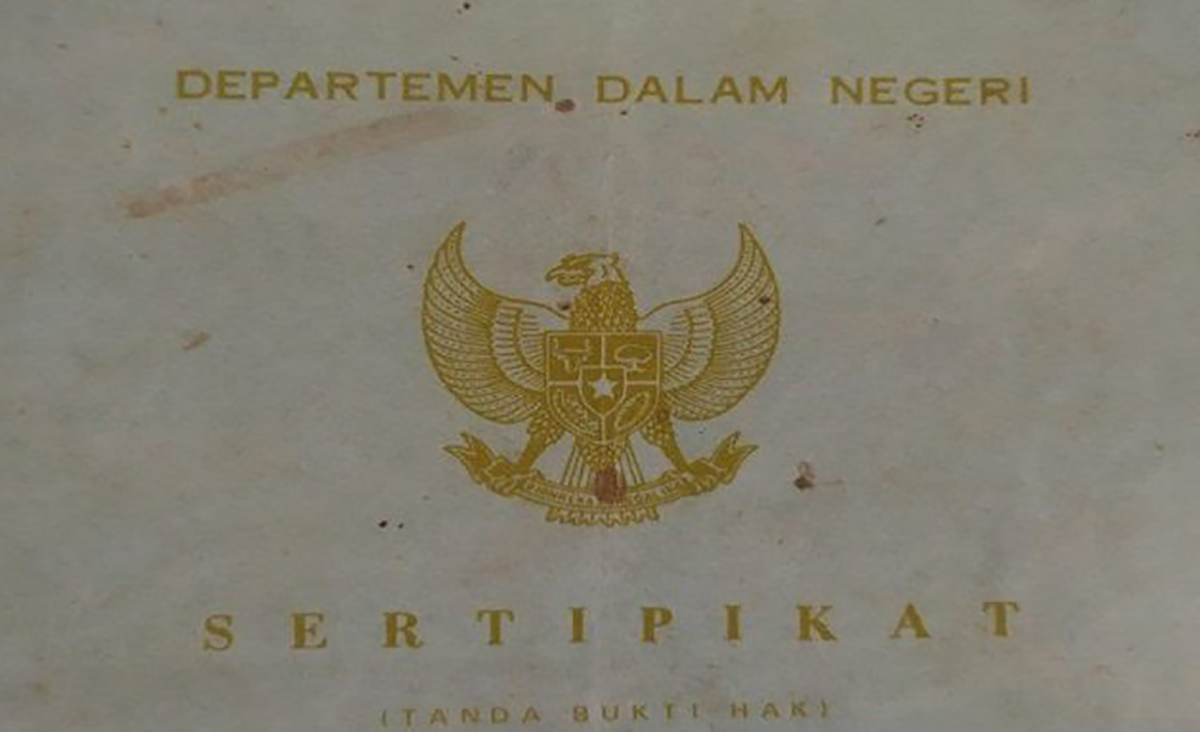 DEPARTEMEN DALAM NEGERI
SERTIPIKAT
(TANDA BUKTI HAK)